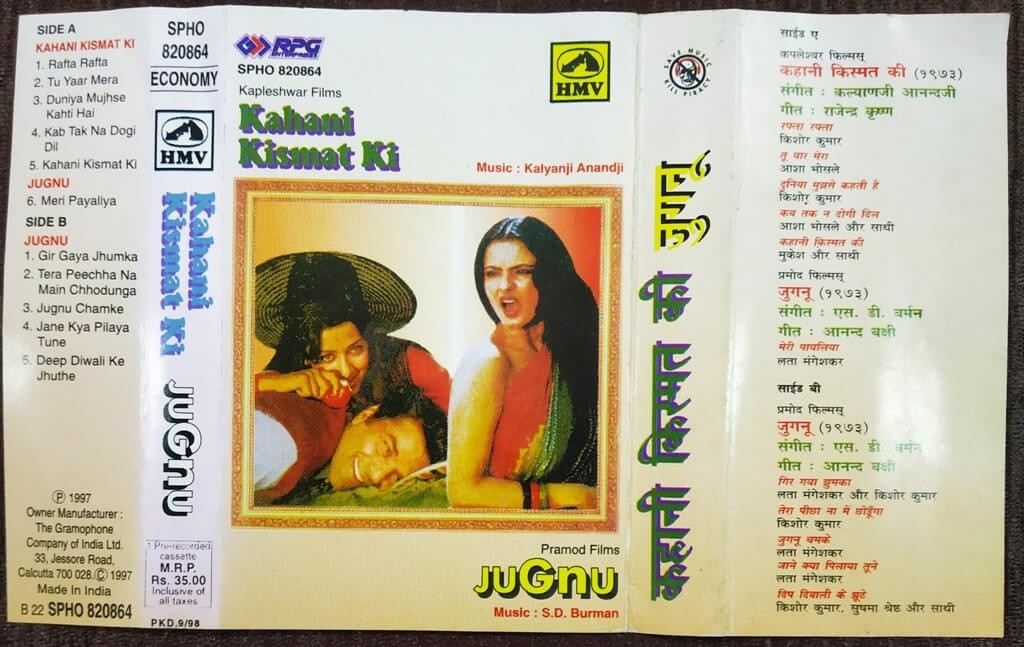 SIDE A
KAHANI KISMAT KI
1. Rafta Rafta
2. Tu Yaar Mera
3. Duniya Mujhse
Kahti Hai
4. Kab Tak Na Dogi
Dil
5. Kahani Kismat Ki
JUGNU
6. Meri Payaliya
SIDE B
JUGNU
1. Gir Gaya Jhumka
2. Tera Peechha Na
Main Chhodunga
3. Jugnu Chamke
4. Jane Kya Pilaya
Tune
5. Deep Diwali Ke
Jhuthe
Ⓟ 1997
Owner Manufacturer :
The Gramophone
Company of India Ltd.
33, Jessore Road,
Calcutta 700 028.Ⓒ 1997
Made In India
B 22 SPHO 820864
SPHO
820864
ECONOMY
HMV
Kahani
Kismat Ki
JUGNU
1 Pre-recorded
cassette
M.R.P.
Rs. 35.00
Inclusive of
all taxes
PKD.9/98
RPG
ENTERPRISES
SPHO 820864
Kapleshwar Films
HMV
Kahani
Kismat Ki
Music : Kalyanji Anandji
Pramod Films
JUGNU
Music : S.D. Burman
SAVE MUSIC
KILL PIRACY
कहानी किस्मत की जुगनू
साईड ए
कपलेश्वर फिल्मस्
कहानी किस्मत की (१९७३)
संगीत : कल्याणजी आनन्दजी
गीत : राजेन्द्र कृष्ण
रफ्ता रफ्ता
किशोर कुमार
तू यार मेरा
आशा भोसले
दुनिया मुझसे कहती है
किशोर कुमार
कब तक न दोगी दिल
आशा भोसले और साथी
कहानी किस्मत की
मुकेश और साथी
प्रमोद फिल्मस्
जुगनू (१९७३)
संगीत : एस. डी. बर्मन
गीत : आनन्द बक्षी
मेरी पायलिया
लता मंगेशकर
साईड बी
प्रमोद फिल्मस्
जुगनू (१९७३)
संगीत : एस. डी. बर्मन
गीत : आनन्द बक्षी
गिर गया झुमका
लता मंगेशकर और किशोर कुमार
तेरा पीछा ना मैं छोडूँगा
किशोर कुमार
जुगनू चमके
लता मंगेशकर
जाने क्या पिलाया तूने
लता मंगेशकर
दिप दिवाली के झूठे
किशोर कुमार, सुषमा श्रेष्ठ और साथी